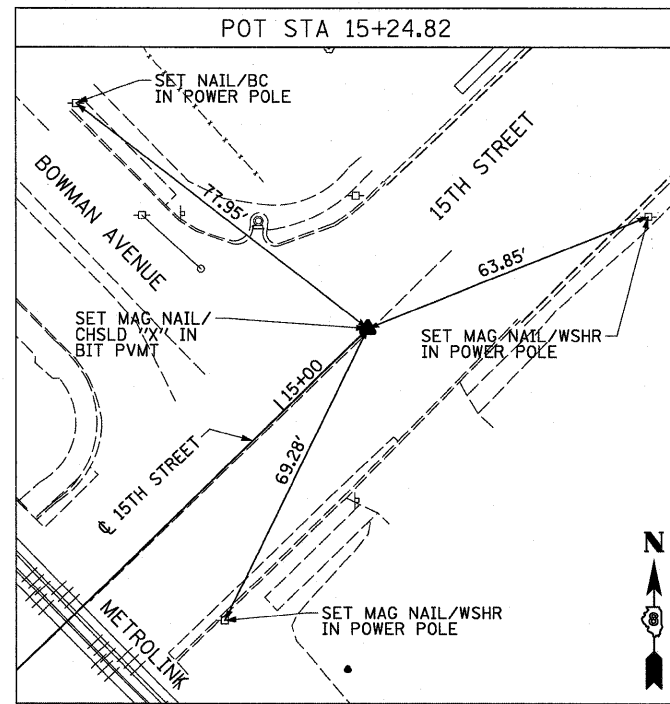 POT STA 15+24.82
SET NAIL/BC
IN POWER POLE
BOWMAN AVENUE
77.95'
15TH STREET
63.85'
SET MAG NAIL/
CHSLD "X" IN
BIT PVMT
SET MAG NAIL/WSHR
IN POWER POLE
15+00
69.28'
℄ 15TH STREET
N
8
METROLINK
SET MAG NAIL/WSHR
IN POWER POLE